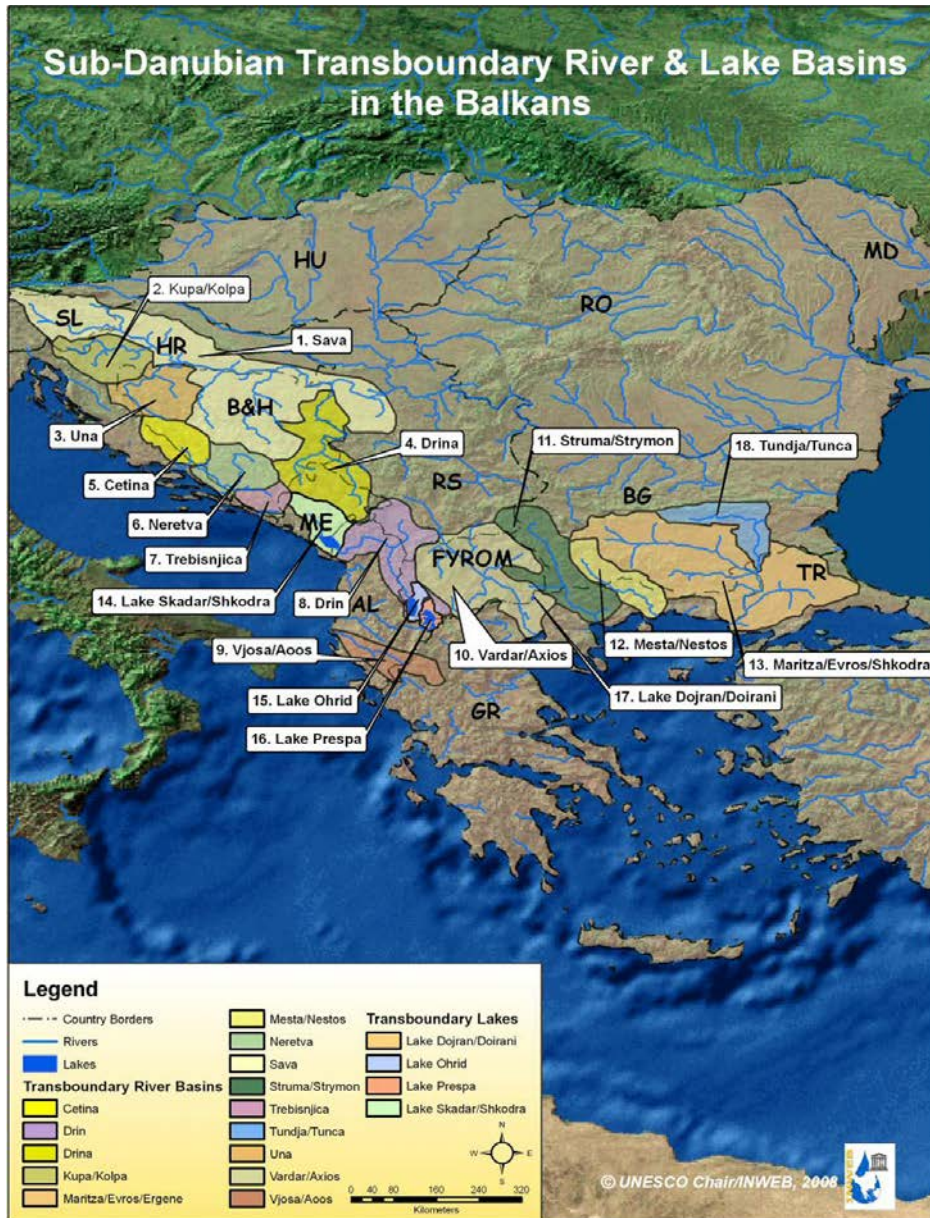 Sub-Danubian Transboundary River & Lake Basins
in the Balkans
HU
MD
RO
2. Kupa/Kolpa
SL
HR
1. Sava
B&H
3. Una
4. Drina
11. Struma/Strymon
18. Tundja/Tunca
5. Cetina
RS
BG
6. Neretva
ME
7. Trebisnjica
FYROM
TR
14. Lake Skadar/Shkodra
8. Drin
AL
12. Mesta/Nestos
9. Vjosa/Aoos
10. Vardar/Axios
13. Maritza/Evros/Shkodra
15. Lake Ohrid
17. Lake Dojran/Doirani
GR
16. Lake Prespa
Legend
Country Borders
Rivers
Lakes
Transboundary River Basins
Cetina
Drin
Drina
Kupa/Kolpa
Maritza/Evros/Ergene
Mesta/Nestos
Neretva
Sava
Struma/Strymon
Trebisnjica
Tundja/Tunca
Una
Vardar/Axios
Vjosa/Aoos
Transboundary Lakes
Lake Dojran/Doirani
Lake Ohrid
Lake Prespa
Lake Skadar/Shkodra
N
W E
S
0 40 80 160 240 320
Kilometers
© UNESCO Chair/INWEB, 2008
INWEB